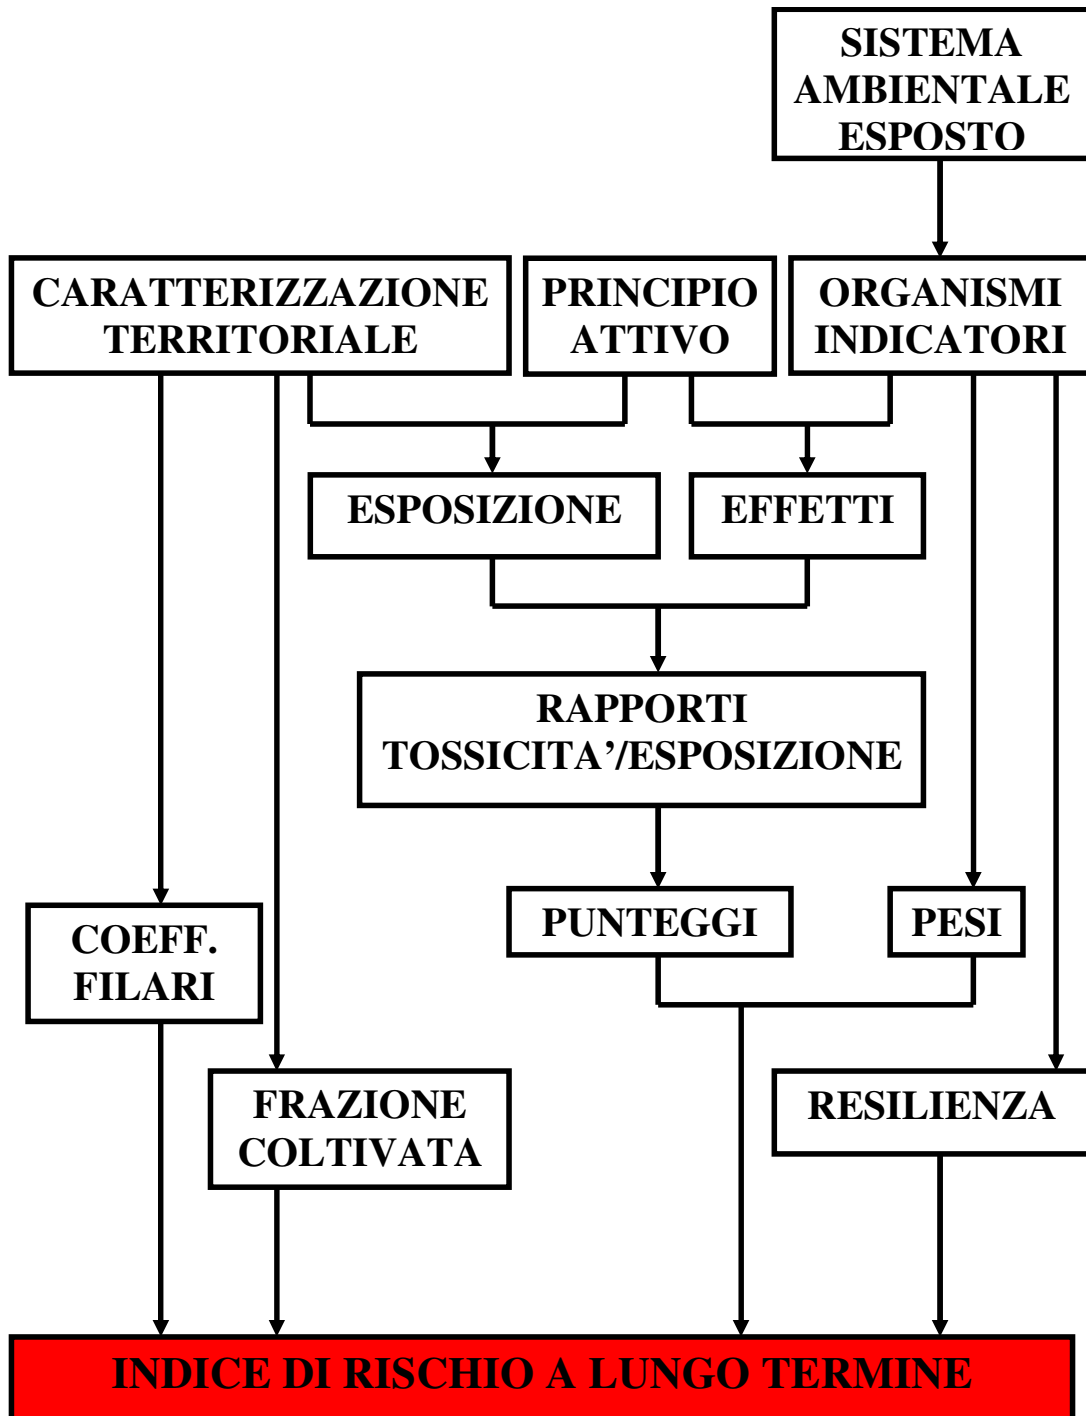 SISTEMA
AMBIENTALE
ESPOSTO
CARATTERIZZAZIONE
TERRITORIALE
PRINCIPIO
ATTIVO
ORGANISMI
INDICATORI
ESPOSIZIONE
EFFETTI
RAPPORTI
TOSSICITA’/ESPOSIZIONE
PUNTEGGI
PESI
COEFF.
FILARI
FRAZIONE
COLTIVATA
RESILIENZA
INDICE DI RISCHIO A LUNGO TERMINE